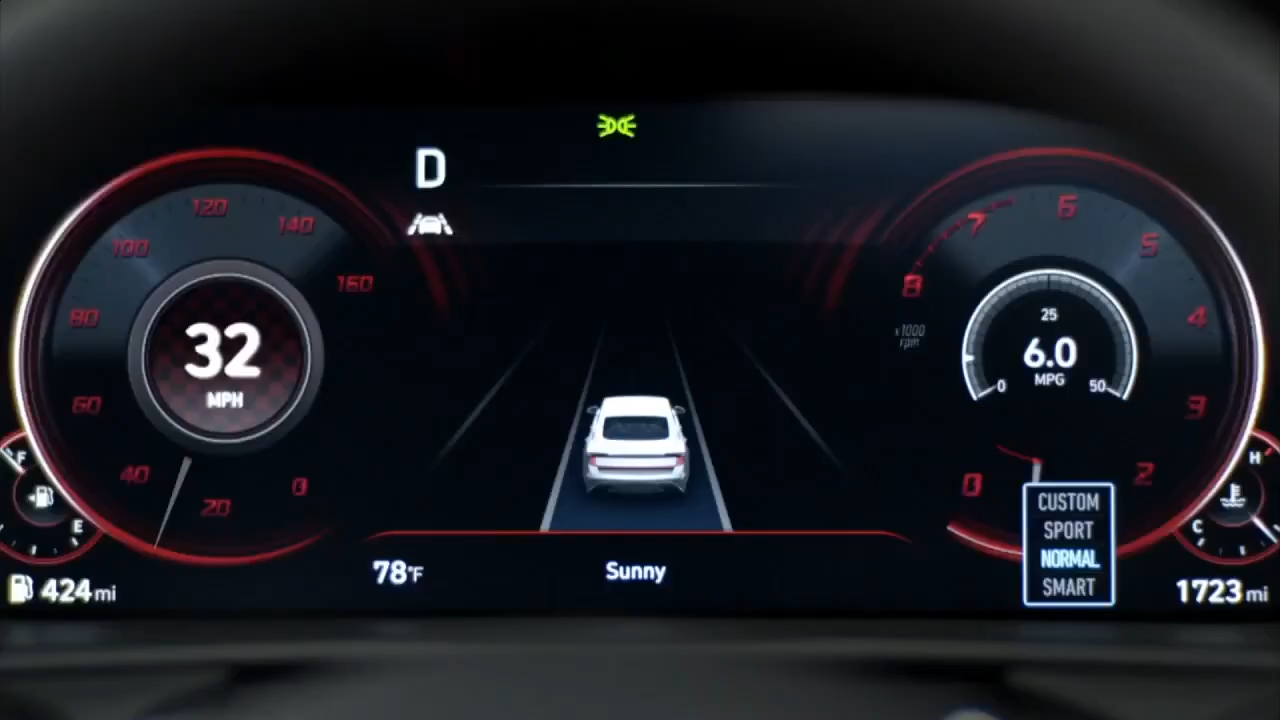 D
120
140
100
160
80
60
40
20
0
32
MPH
6
7
5
8
4
3
2
0
x1000
rpm
25
6.0
MPG
0
50
F
E
H
C
CUSTOM
SPORT
NORMAL
SMART
78°F
Sunny
424 mi
1723 mi